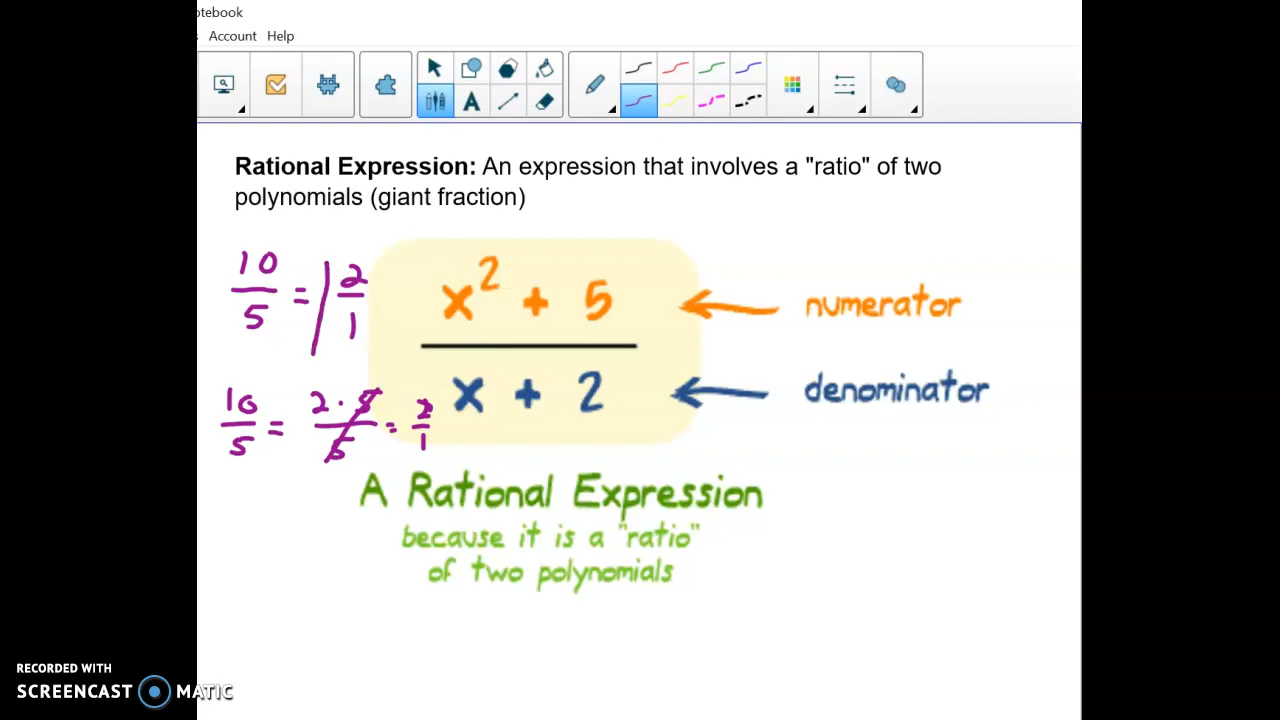 otebook
Account Help
A
Rational Expression: An expression that involves a "ratio" of two
polynomials (giant fraction)
10/5 = | 2/1
x² + 5
numerator
x + 2
denominator
10/5 = 2·5/5 = 2/1
A Rational Expression
because it is a "ratio"
of two polynomials
RECORDED WITH
SCREENCAST MATIC